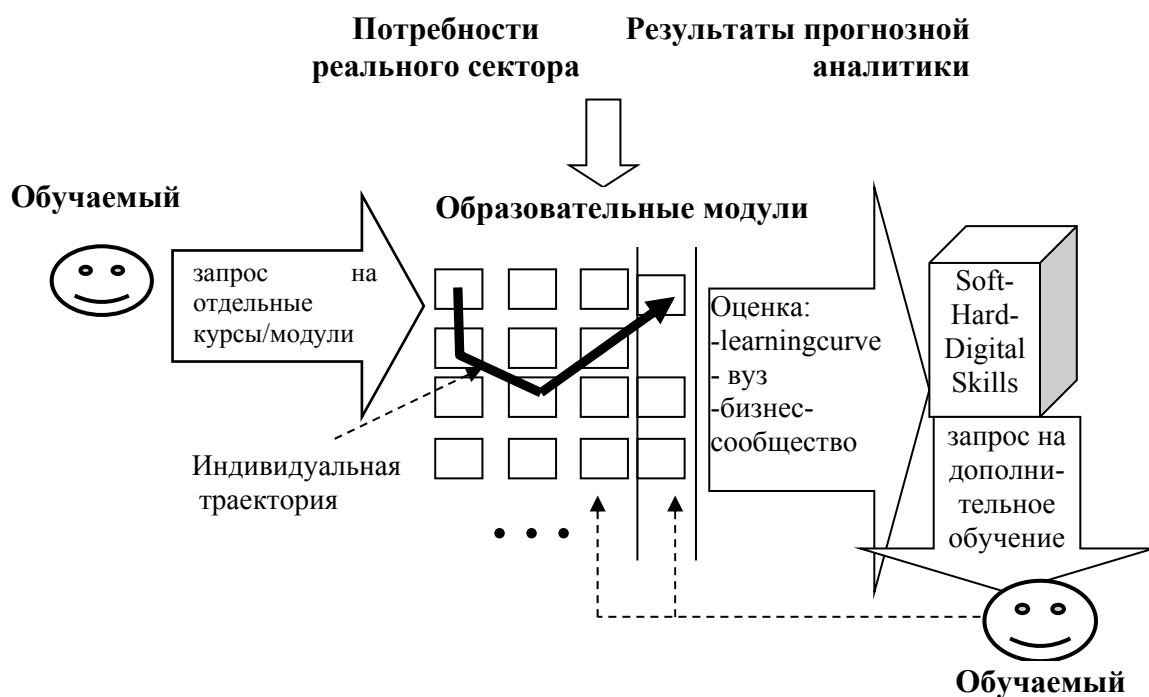 Потребности
реального сектора
Результаты прогнозной
аналитики
Обучаемый
Образовательные модули
запрос на
отдельные
курсы/модули
Оценка:
-learningcurve
- вуз
-бизнес-
сообщество
Soft-
Hard-
Digital
Skills
Индивидуальная
траектория
запрос на
дополни-
тельное
обучение
Обучаемый